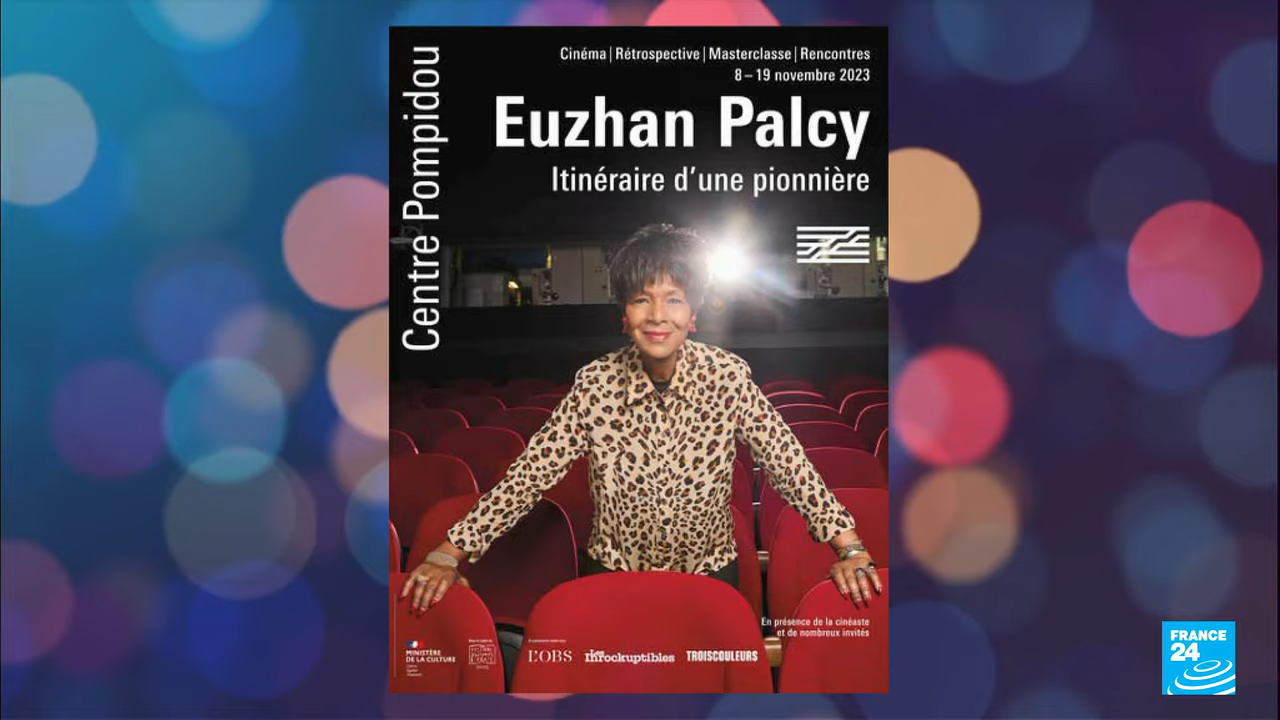 Centre Pompidou
Cinéma | Rétrospective | Masterclasse | Rencontres
8 – 19 novembre 2023
Euzhan Palcy
Itinéraire d'une pionnière
En présence de la cinéaste
et de nombreux invités
MINISTÈRE
DE LA CULTURE
L'OBS
les inrockuptibles
TROISCOULEURS
FRANCE
24